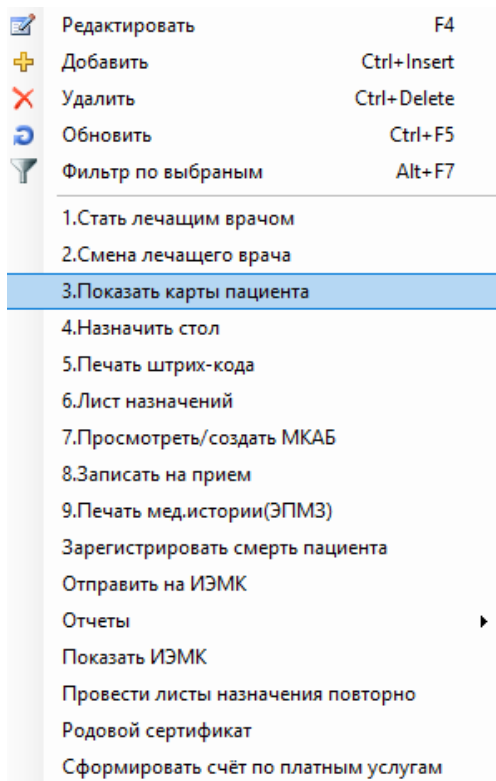 Редактировать F4
Добавить Ctrl+Insert
Удалить Ctrl+Delete
Обновить Ctrl+F5
Фильтр по выбраным Alt+F7
1.Стать лечащим врачом
2.Смена лечащего врача
3.Показать карты пациента
4.Назначить стол
5.Печать штрих-кода
6.Лист назначений
7.Просмотреть/создать МКАБ
8.Записать на прием
9.Печать мед.истории(ЭПМЗ)
Зарегистрировать смерть пациента
Отправить на ИЭМК
Отчеты
Показать ИЭМК
Провести листы назначения повторно
Родовой сертификат
Сформировать счёт по платным услугам